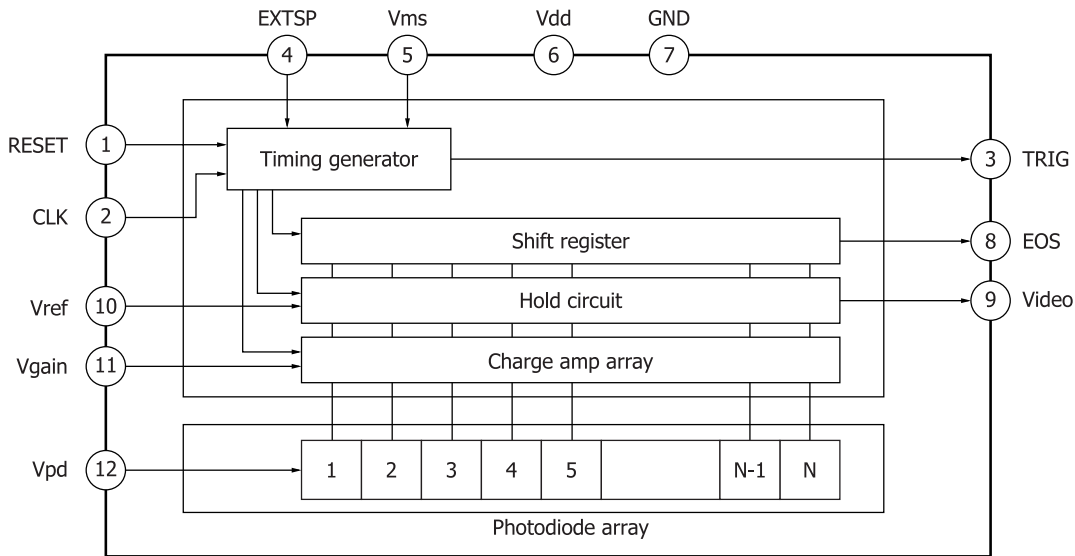 EXTSP Vms Vdd GND
4 5 6 7
RESET 1 Timing generator 3 TRIG
CLK 2
Shift register 8 EOS
Vref 10 Hold circuit 9 Video
Vgain 11 Charge amp array
Vpd 12 1 2 3 4 5 N-1 N
Photodiode array